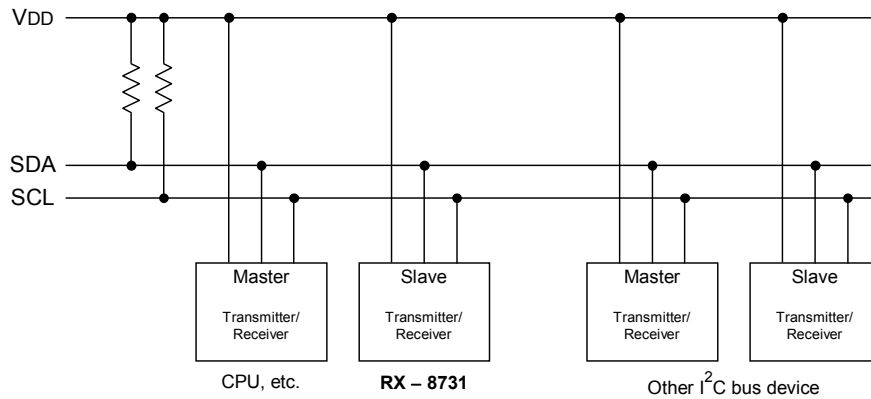 VDD
SDA
SCL
Master
Transmitter/
Receiver
CPU, etc.
Slave
Transmitter/
Receiver
RX – 8731
Master
Transmitter/
Receiver
Slave
Transmitter/
Receiver
Other I²C bus device